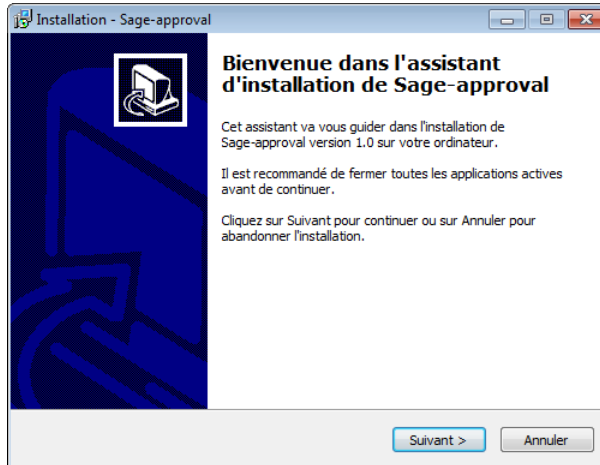 Installation - Sage-approval
Bienvenue dans l'assistant
d'installation de Sage-approval
Cet assistant va vous guider dans l'installation de
Sage-approval version 1.0 sur votre ordinateur.
Il est recommandé de fermer toutes les applications actives
avant de continuer.
Cliquez sur Suivant pour continuer ou sur Annuler pour
abandonner l'installation.
Suivant > Annuler